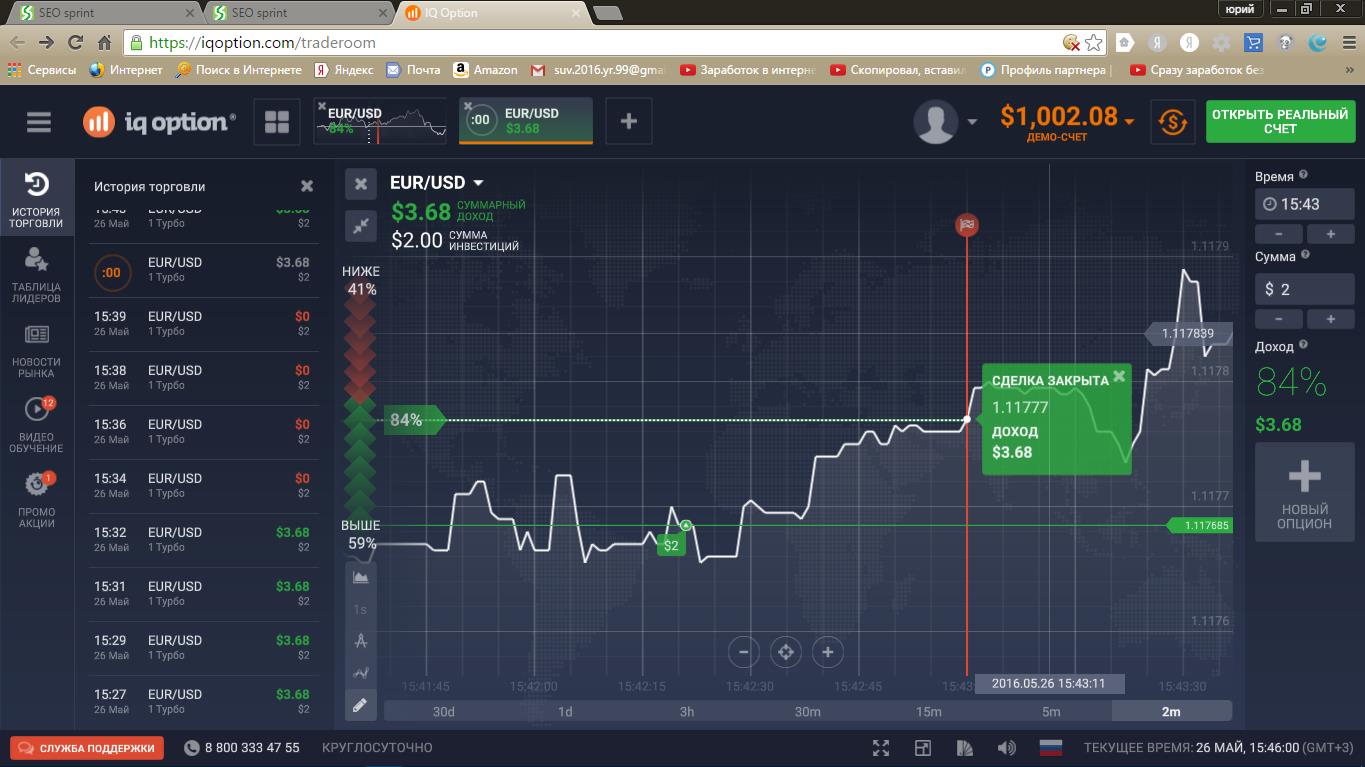 SEO sprint
SEO sprint
IQ Option
юрий
https://iqoption.com/traderoom
Сервисы
Интернет
Поиск в Интернете
Яндекс
Почта
Amazon
suv.2016.yr.99@gmai
Заработок в интерн
Скопировал, вставил
Профиль партнера |
Сразу заработок без
iq option®
EUR/USD
84%
:00
EUR/USD
$3.68
$1,002.08
ДЕМО-СЧЕТ
ОТКРЫТЬ РЕАЛЬНЫЙ
СЧЕТ
ИСТОРИЯ
ТОРГОВЛИ
ТАБЛИЦА
ЛИДЕРОВ
НОВОСТИ
РЫНКА
12
ВИДЕО
ОБУЧЕНИЕ
1
ПРОМО
АКЦИИ
История торговли
EUR/USD
$3.68
26 Май
1 Турбо
$2
:00
EUR/USD
$3.68
1 Турбо
$2
15:39
EUR/USD
$0
26 Май
1 Турбо
$2
15:38
EUR/USD
$0
26 Май
1 Турбо
$2
15:36
EUR/USD
$0
26 Май
1 Турбо
$2
15:34
EUR/USD
$0
26 Май
1 Турбо
$2
15:32
EUR/USD
$3.68
26 Май
1 Турбо
$2
15:31
EUR/USD
$3.68
26 Май
1 Турбо
$2
15:29
EUR/USD
$3.68
26 Май
1 Турбо
$2
15:27
EUR/USD
$3.68
26 Май
1 Турбо
$2
EUR/USD
$3.68 СУММАРНЫЙ
ДОХОД
$2.00 СУММА
ИНВЕСТИЦИЙ
НИЖЕ
41%
84%
ВЫШЕ
59%
1s
$2
СДЕЛКА ЗАКРЫТА
1.11777
ДОХОД
$3.68
1.1179
1.117839
1.1178
1.1177
1.117685
1.1176
15:41:45
15:42:00
15:42:15
15:42:30
15:42:45
15:43:
2016.05.26 15:43:11
15:43:30
30d
1d
3h
30m
15m
5m
2m
Время ?
15:43
−
+
Сумма ?
$ 2
−
+
Доход ?
84%
$3.68
НОВЫЙ
ОПЦИОН
СЛУЖБА ПОДДЕРЖКИ
8 800 333 47 55
КРУГЛОСУТОЧНО
ТЕКУЩЕЕ ВРЕМЯ: 26 МАЙ, 15:46:00 (GMT+3)